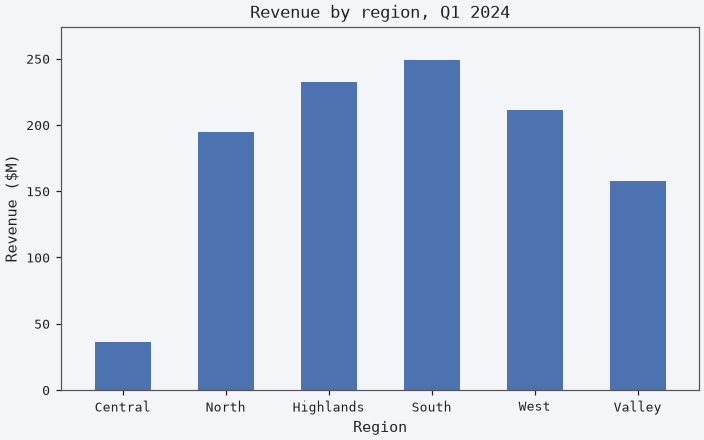 Revenue by region, Q1 2024
Revenue ($M)
250
200
150
100
50
0
Central North Highlands South West Valley
Region